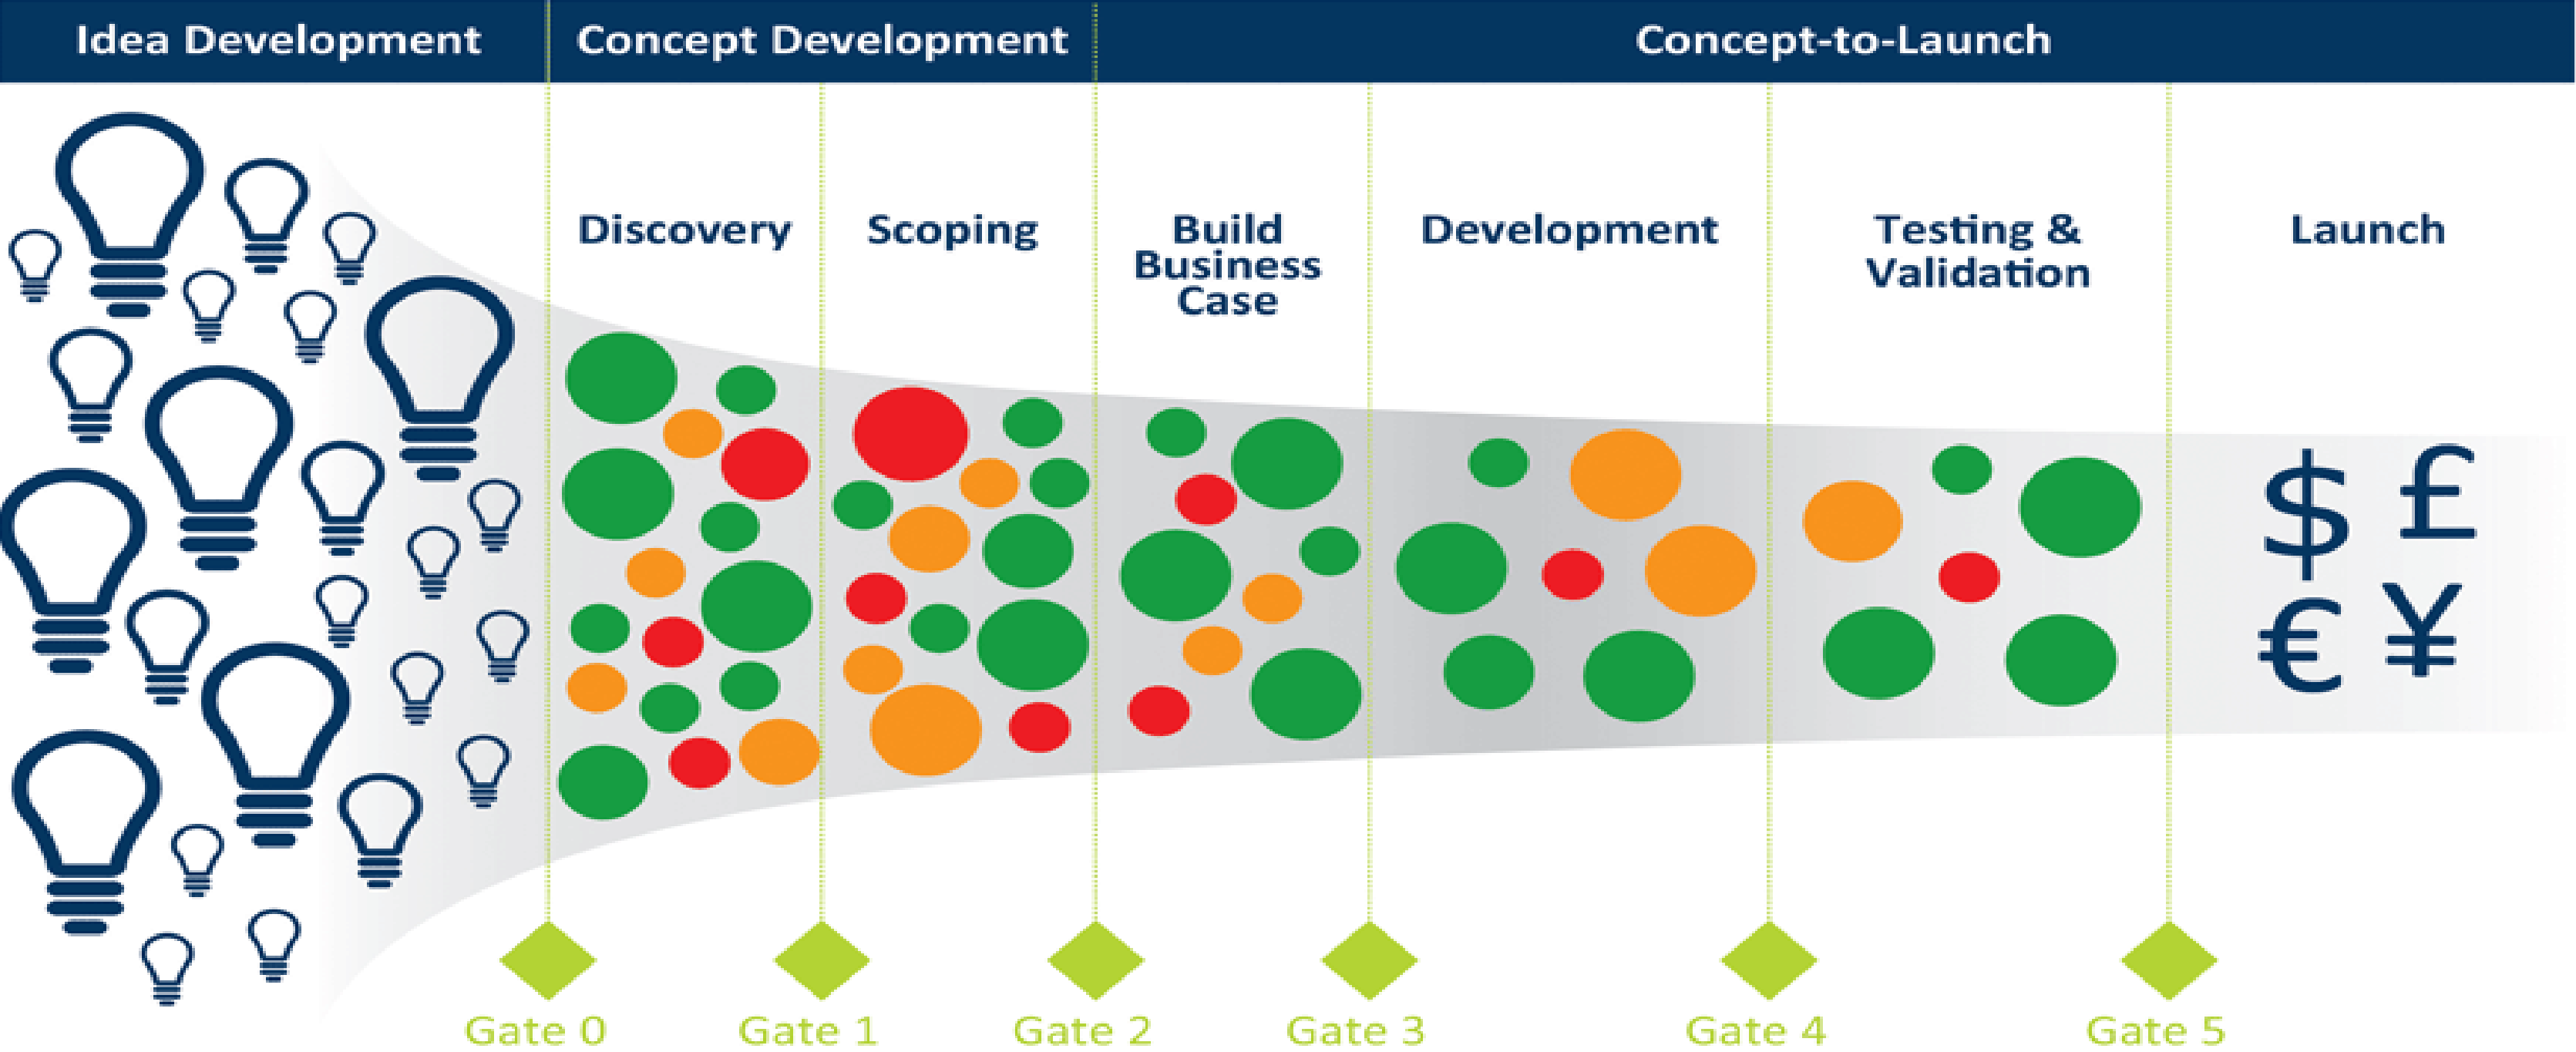 Idea Development
Concept Development
Concept-to-Launch
Discovery
Scoping
Build
Business
Case
Development
Testing &
Validation
Launch
$ £
€ ¥
Gate 0
Gate 1
Gate 2
Gate 3
Gate 4
Gate 5